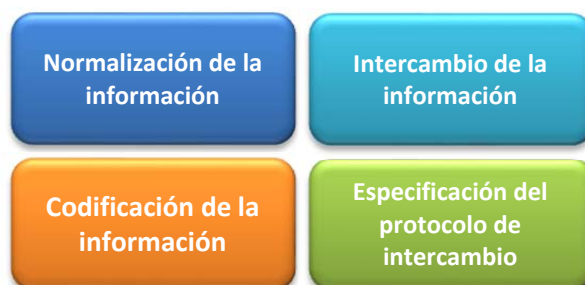 Normalización de la
información
Intercambio de la
información
Codificación de la
información
Especificación del
protocolo de
intercambio